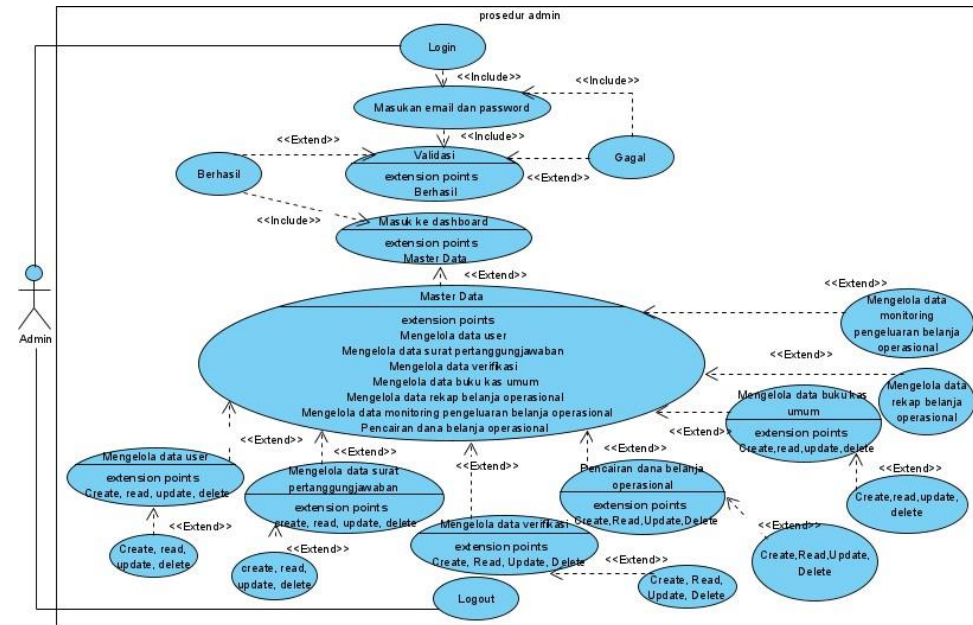 prosedur admin
Login
<<Include>>
<<Include>>
Masukan email dan password
<<Include>>
<<Extend>>
Validasi
extension points
Berhasil
<<Extend>>
Gagal
Berhasil
<<Include>>
Masuk ke dashboard
extension points
Master Data
<<Extend>>
Admin
Master Data
extension points
Mengelola data user
Mengelola data surat pertanggungjawaban
Mengelola data verifikasi
Mengelola data buku kas umum
Mengelola data rekap belanja operasional
Mengelola data monitoring pengeluaran belanja operasional
Pencairan dana belanja operasional
<<Extend>>
Mengelola data
monitoring
pengeluaran belanja
operasional
<<Extend>>
Mengelola data
rekap belanja
operasional
<<Extend>>
Mengelola data buku kas
umum
extension points
Create,read,update,delete
<<Extend>>
Create,read,update,
delete
<<Extend>>
Mengelola data user
extension points
Create, read, update, delete
<<Extend>>
Create, read,
update, delete
<<Extend>>
Mengelola data surat
pertanggungjawaban
extension points
create, read, update, delete
<<Extend>>
create, read,
update, delete
<<Extend>>
Mengelola data verifikasi
extension points
Create, Read, Update, Delete
<<Extend>>
Create, Read,
Update, Delete
<<Extend>>
Pencairan dana belanja
operasional
extension points
Create,Read,Update,Delete
<<Extend>>
Create,Read,Update,
Delete
Logout